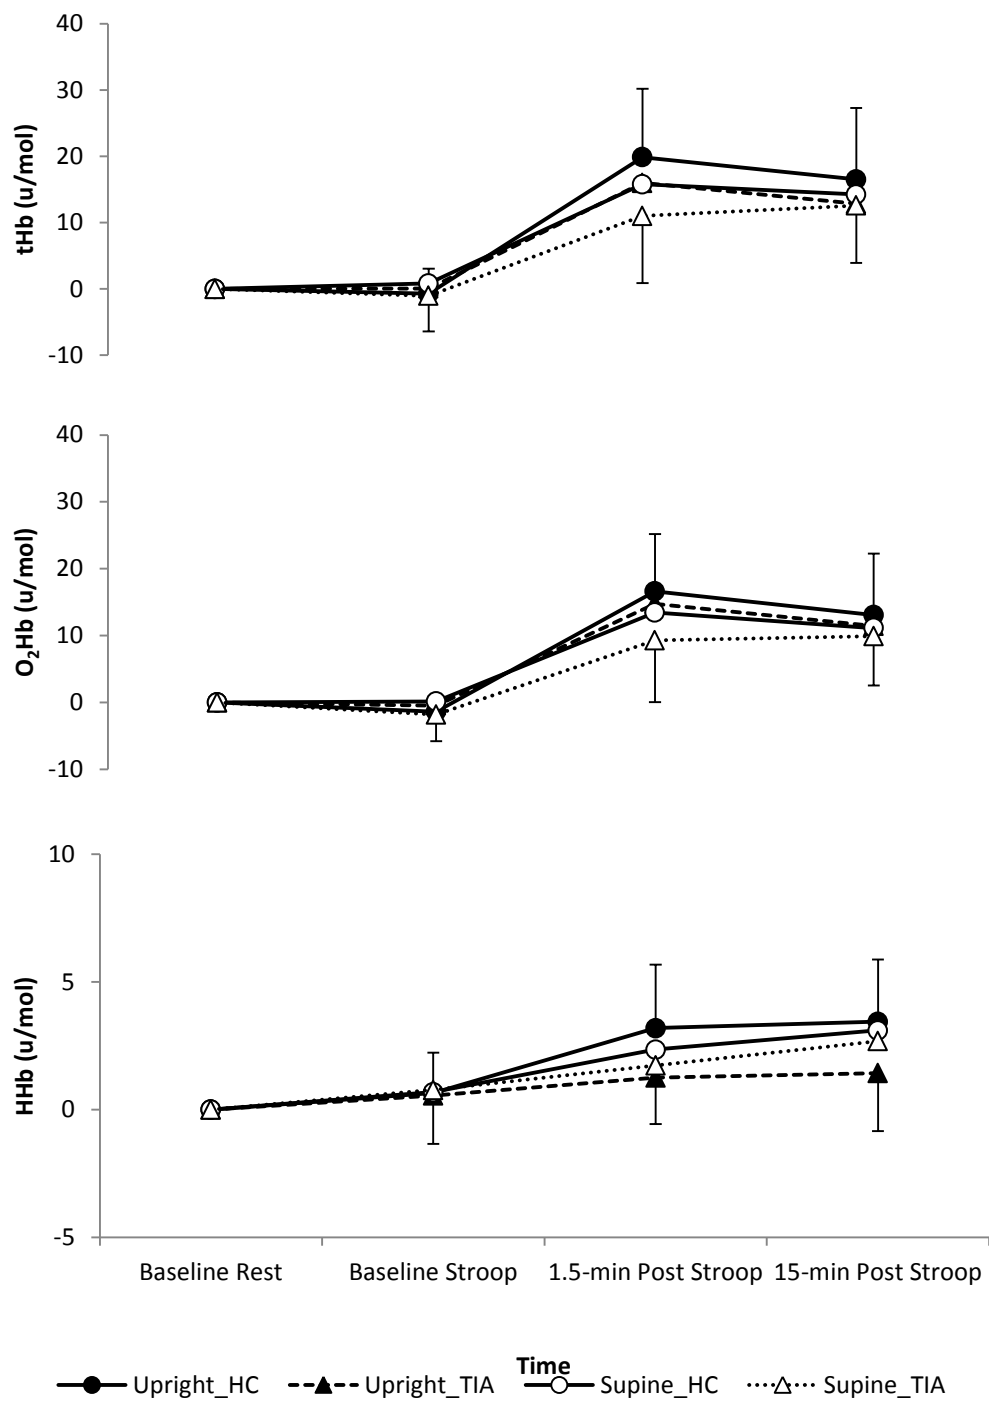 40
30
20
10
0
-10
tHb (u/mol)
40
30
20
10
0
-10
O₂Hb (u/mol)
10
5
0
-5
HHb (u/mol)
Baseline Rest Baseline Stroop 1.5-min Post Stroop 15-min Post Stroop
Time
Upright_HC Upright_TIA Supine_HC Supine_TIA